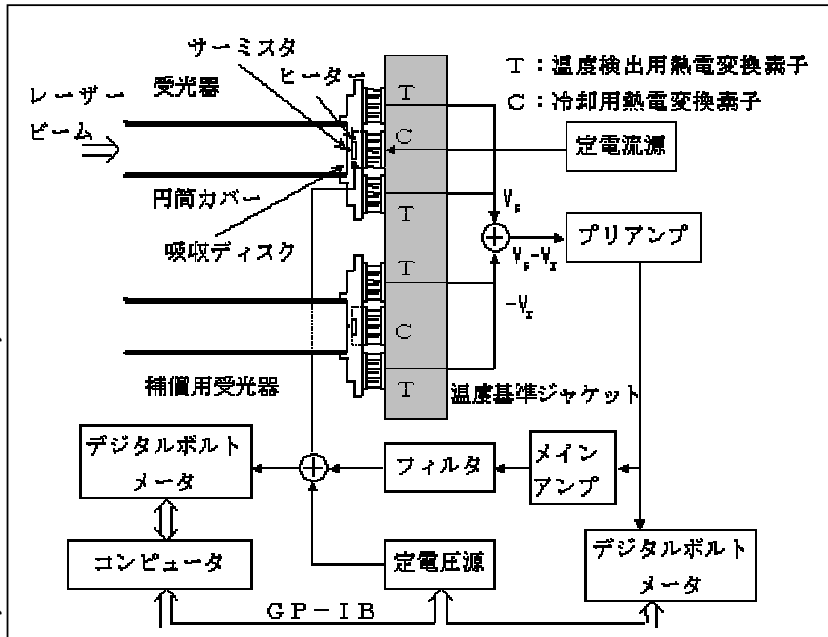 サーミスタ
ヒーター
受光器
レーザー
ビーム
円筒カバー
吸収ディスク
T
C
T
T
C
T
T：温度検出用熱電変換素子
C：冷却用熱電変換素子
定電流源
プリアンプ
補償用受光器
温度基準ジャケット
デジタルボルト
メータ
フィルタ
メイン
アンプ
コンピュータ
定電圧源
デジタルボルト
メータ
GP−IB